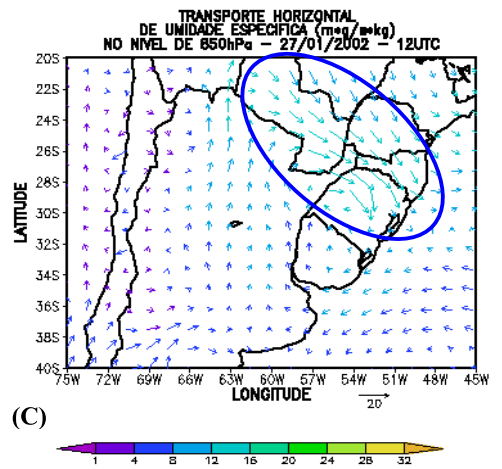 TRANSPORTE HORIZONTAL
DE UMIDADE ESPECIFICA (m*g/s*kg)
NO NIVEL DE 850hPa – 27/01/2002 – 12UTC
20S
22S
24S
26S
28S
30S
32S
34S
36S
38S
40S
LATITUDE
75W 72W 69W 66W 63W 60W 57W 54W 51W 48W 45W
LONGITUDE
20
(C)
1 4 8 12 16 20 24 28 32